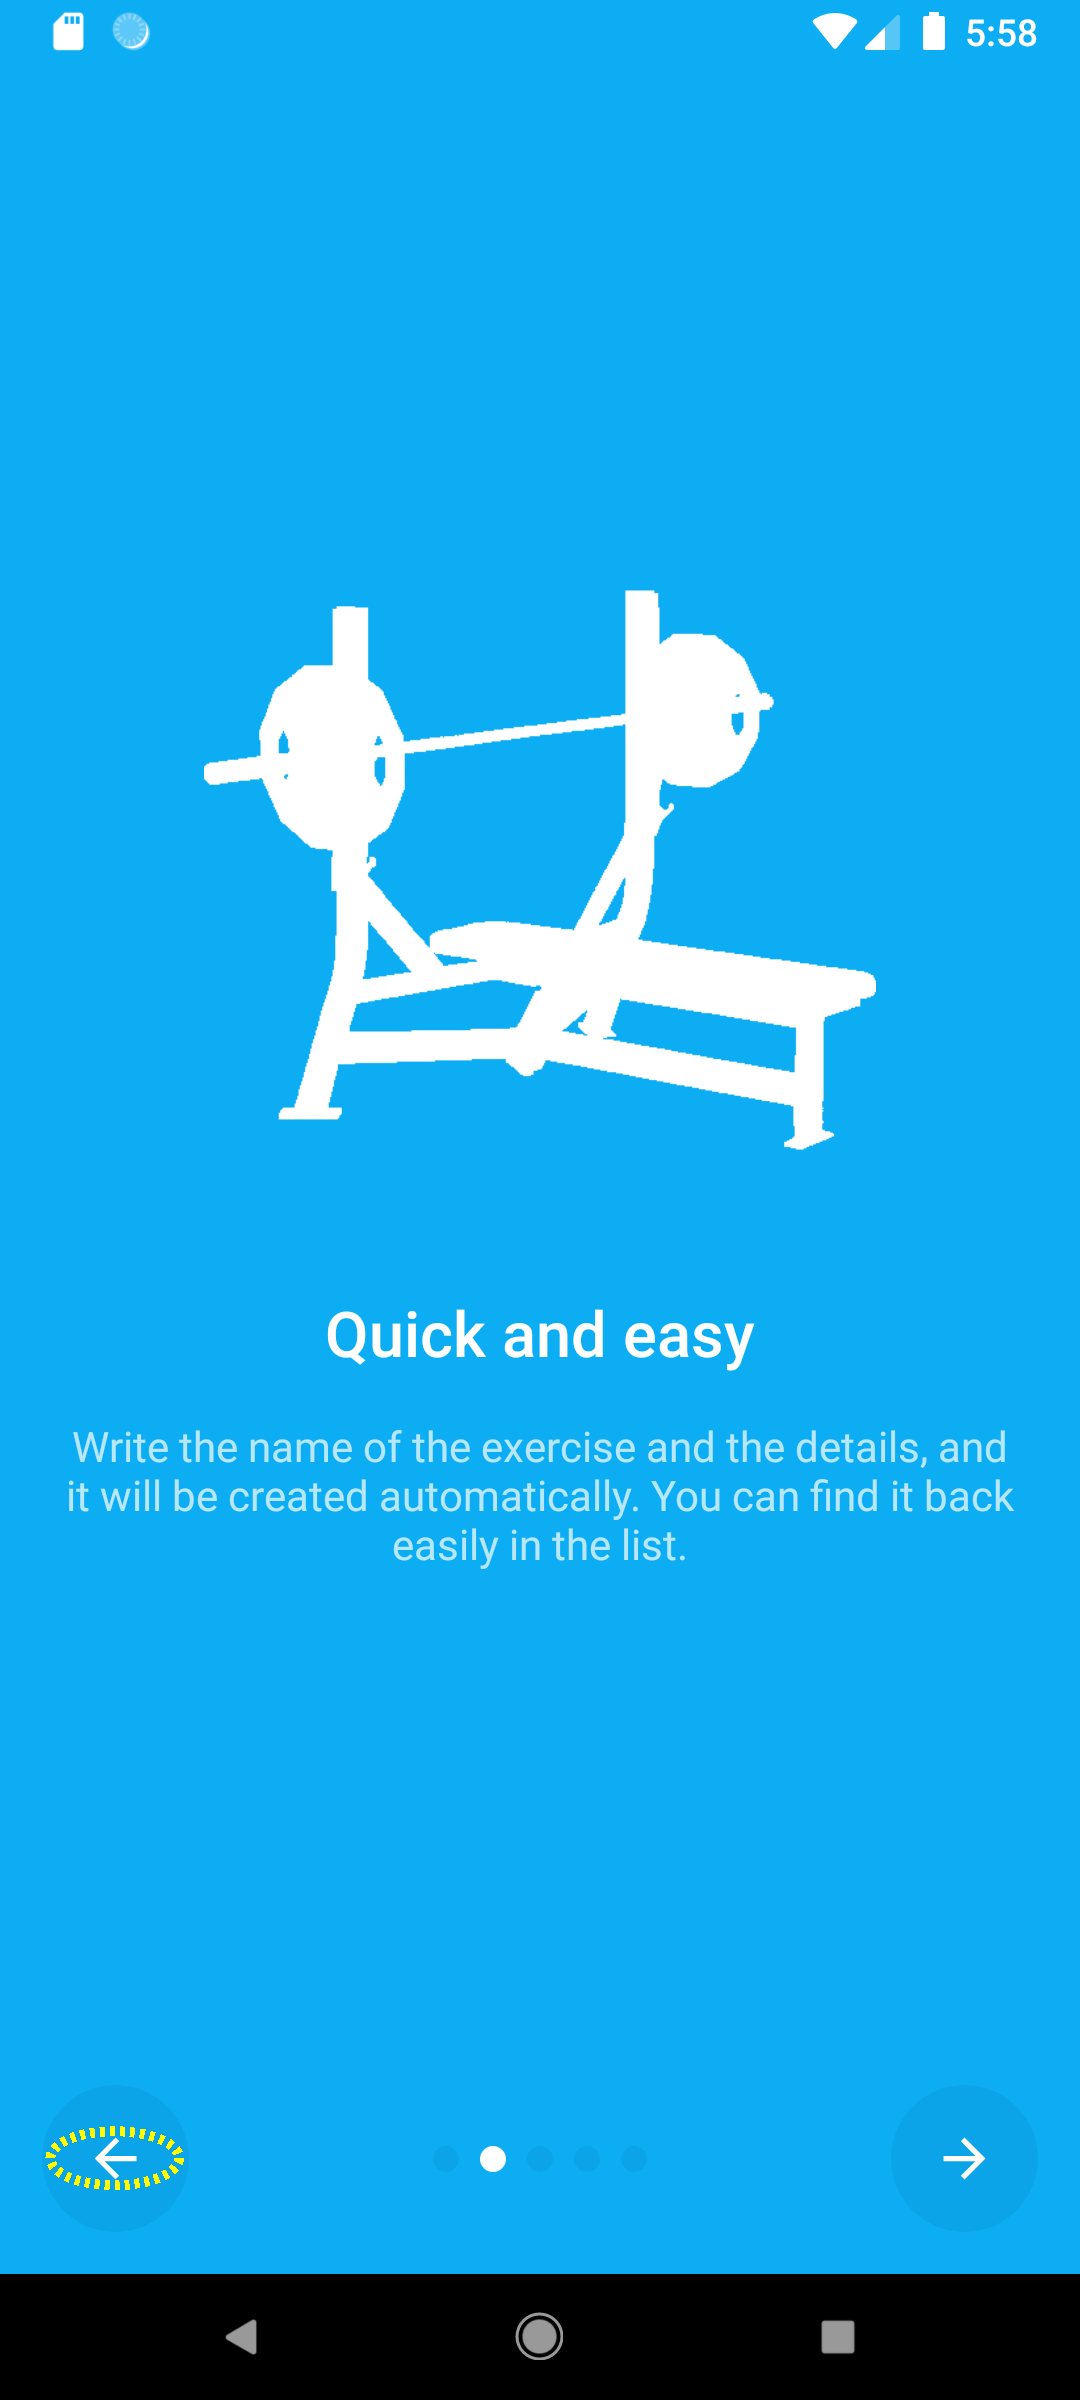 5:58
Quick and easy
Write the name of the exercise and the details, and
it will be created automatically. You can find it back
easily in the list.